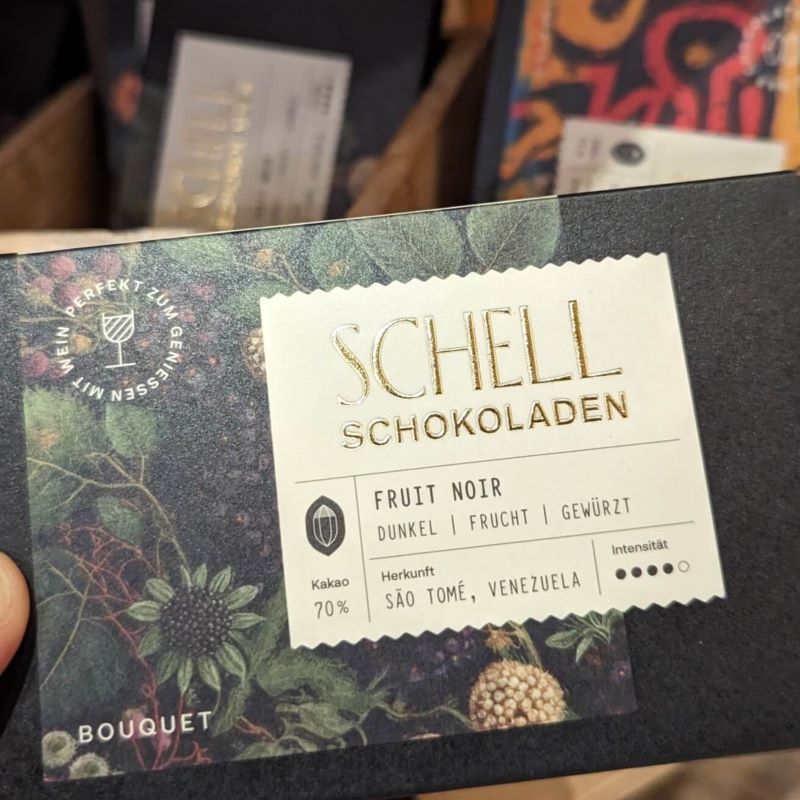 SCHELL
PERFEKT ZUM GENIESSEN MIT WEIN
SCHELL
SCHOKOLADEN
FRUIT NOIR
DUNKEL | FRUCHT | GEWÜRZT
Kakao
70%
Herkunft
SÃO TOMÉ, VENEZUELA
Intensität
BOUQUET